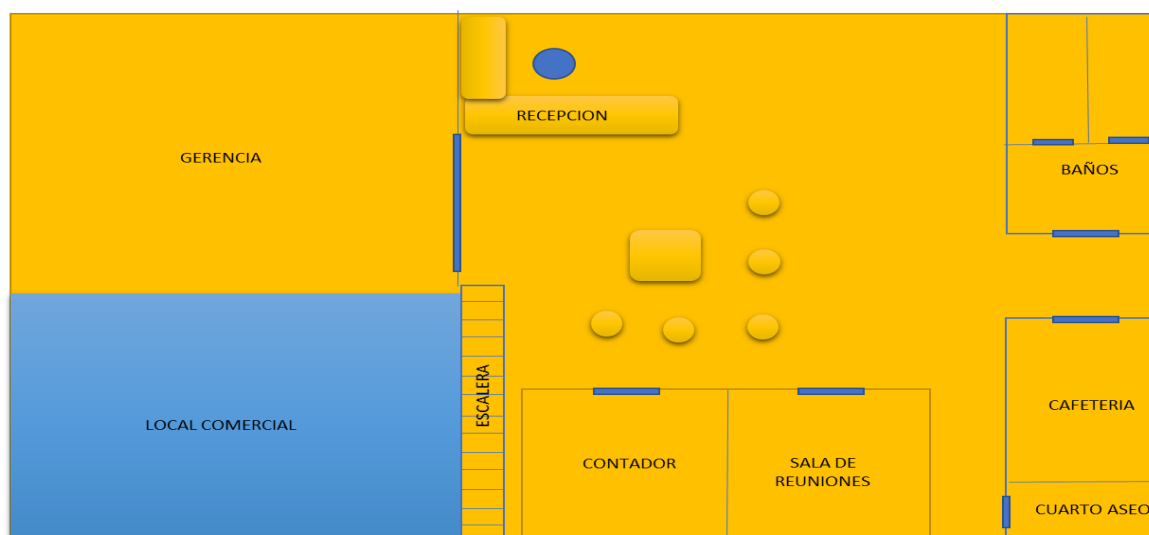 RECEPCION
GERENCIA
BAÑOS
ESCALERA
CAFETERIA
LOCAL COMERCIAL
CONTADOR
SALA DE
REUNIONES
CUARTO ASEO